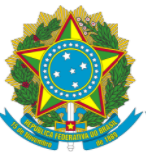 REPÚBLICA FEDERATIVA DO BRASIL
15 de Novembro de 1889